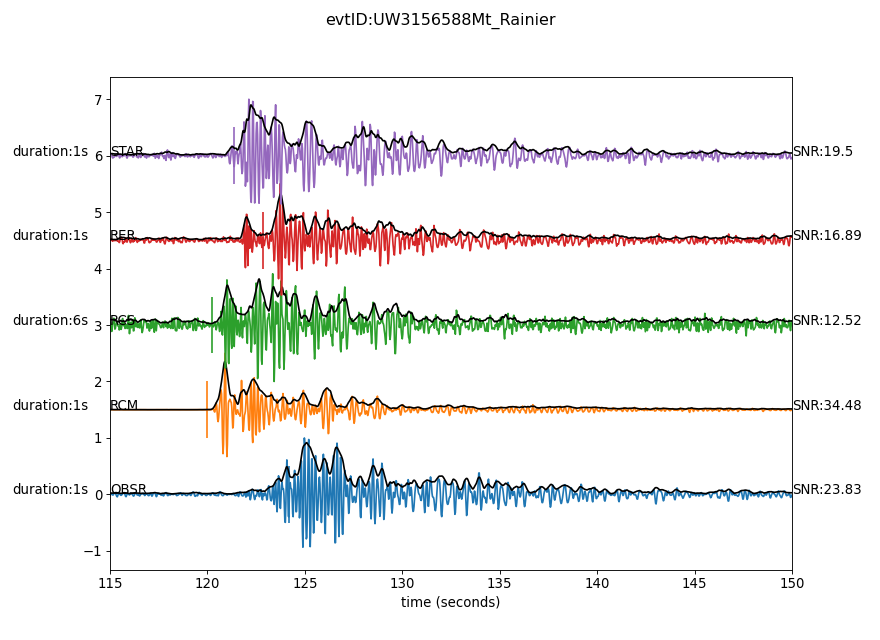 evtID:UW3156588Mt_Rainier
7
duration:1s STAR 6 SNR:19.5
5
duration:1s RER SNR:16.89
4
duration:6s RCS 3 SNR:12.52
2
duration:1s RCM SNR:34.48
1
duration:1s OBSR 0 SNR:23.83
−1
115 120 125 130 135 140 145 150
time (seconds)